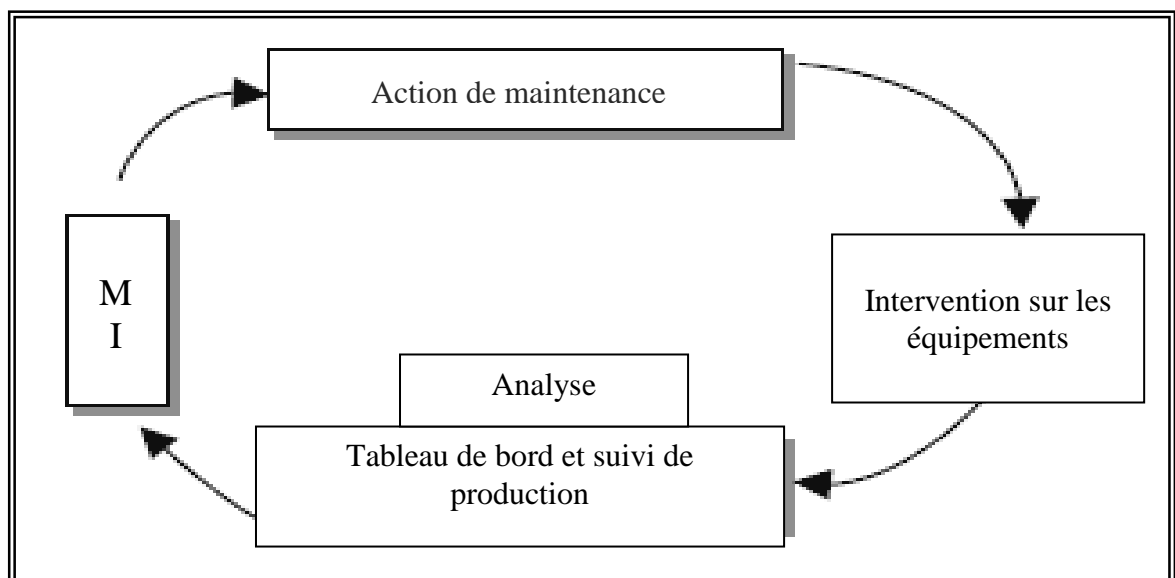 Action de maintenance
M
I
Intervention sur les
équipements
Analyse
Tableau de bord et suivi de
production